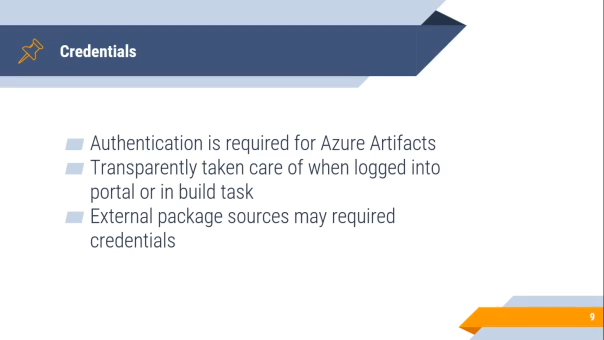 Credentials
Authentication is required for Azure Artifacts
Transparently taken care of when logged into
portal or in build task
External package sources may required
credentials
9